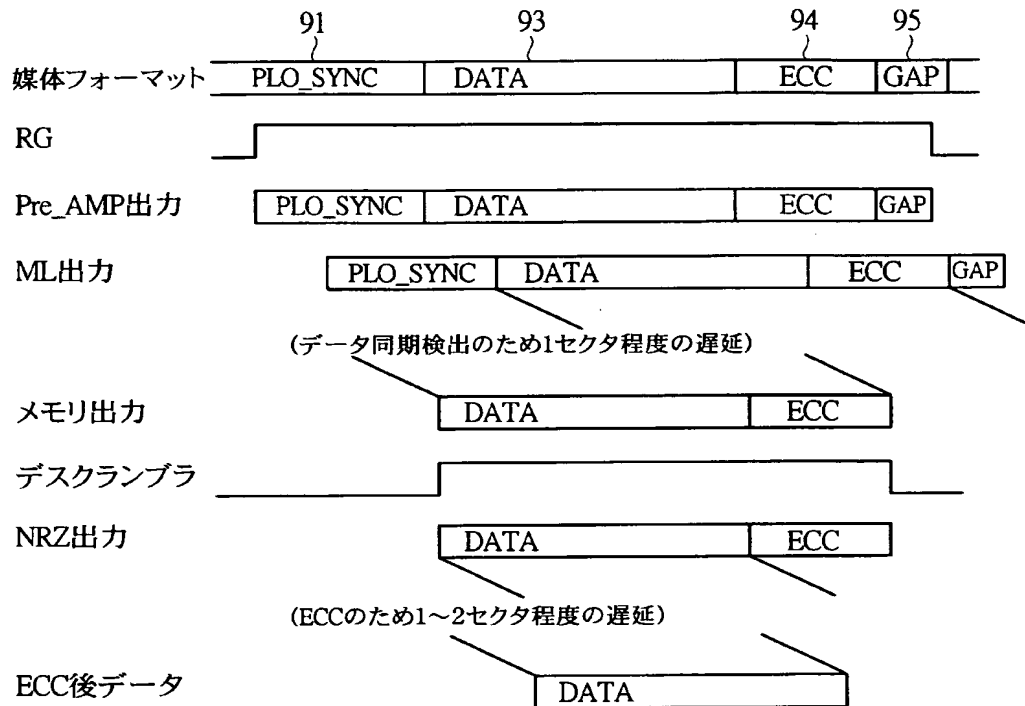 91 93 94 95
媒体フォーマット PLO_SYNC DATA ECC GAP
RG
Pre_AMP出力 PLO_SYNC DATA ECC GAP
ML出力 PLO_SYNC DATA ECC GAP
(データ同期検出のため1セクタ程度の遅延)
メモリ出力 DATA ECC
デスクランブラ
NRZ出力 DATA ECC
(ECCのため1～2セクタ程度の遅延)
ECC後データ DATA